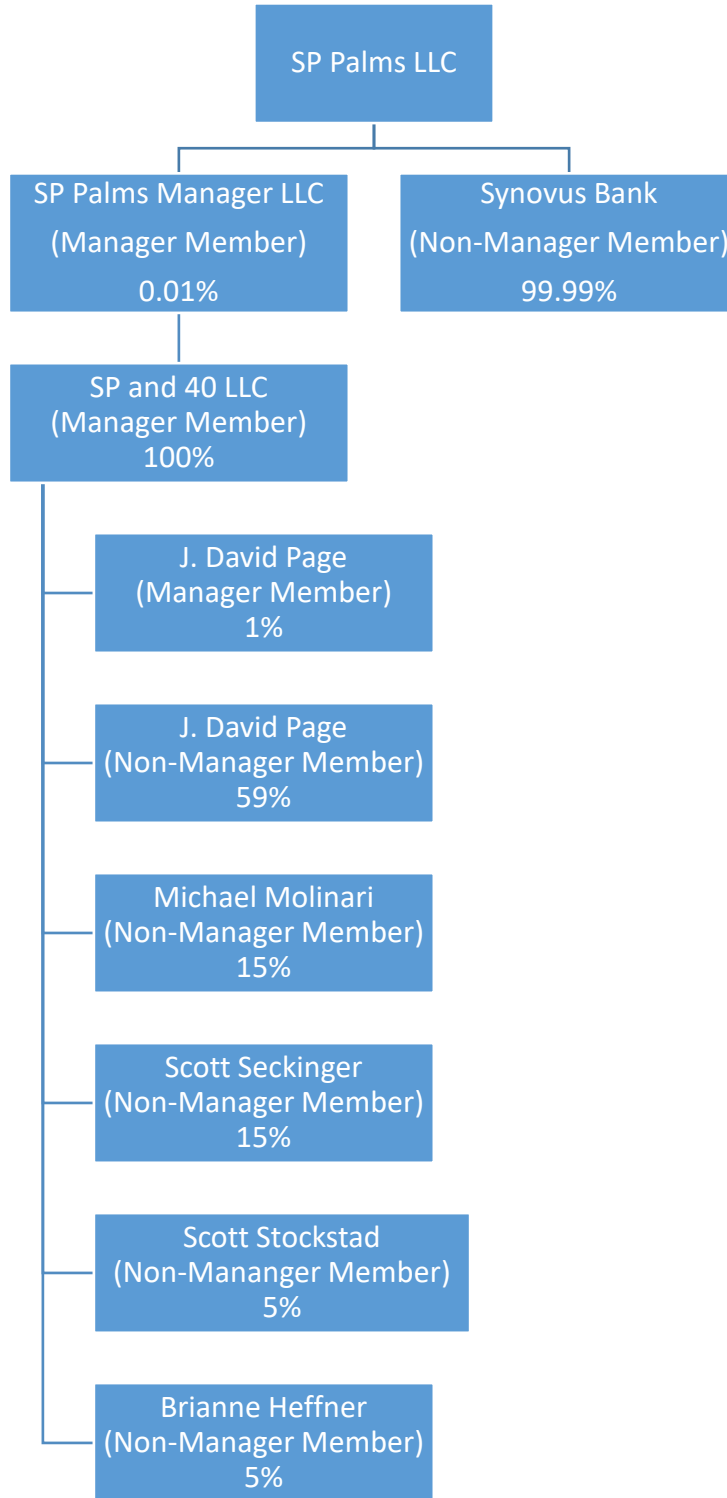 SP Palms LLC
SP Palms Manager LLC
(Manager Member)
0.01%
Synovus Bank
(Non-Manager Member)
99.99%
SP and 40 LLC
(Manager Member)
100%
J. David Page
(Manager Member)
1%
J. David Page
(Non-Manager Member)
59%
Michael Molinari
(Non-Manager Member)
15%
Scott Seckinger
(Non-Manager Member)
15%
Scott Stockstad
(Non-Mananger Member)
5%
Brianne Heffner
(Non-Manager Member)
5%